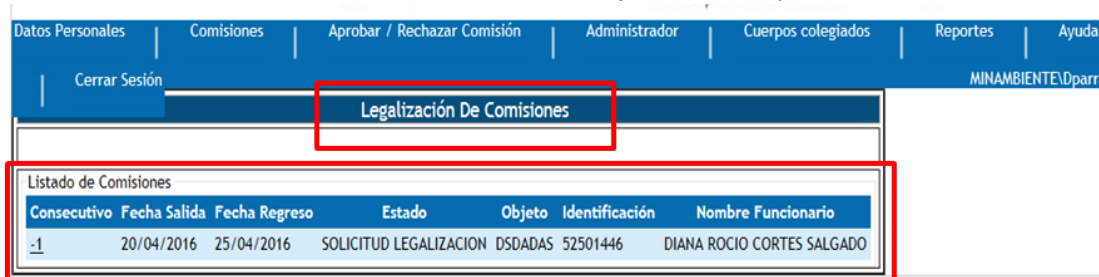 Datos Personales | Comisiones | Aprobar / Rechazar Comisión | Administrador | Cuerpos colegiados | Reportes | Ayuda
| Cerrar Sesión MINAMBIENTE\Dparr
Legalización De Comisiones
Listado de Comisiones
Consecutivo Fecha Salida Fecha Regreso Estado Objeto Identificación Nombre Funcionario
-1 20/04/2016 25/04/2016 SOLICITUD LEGALIZACION DSDADAS 52501446 DIANA ROCIO CORTES SALGADO